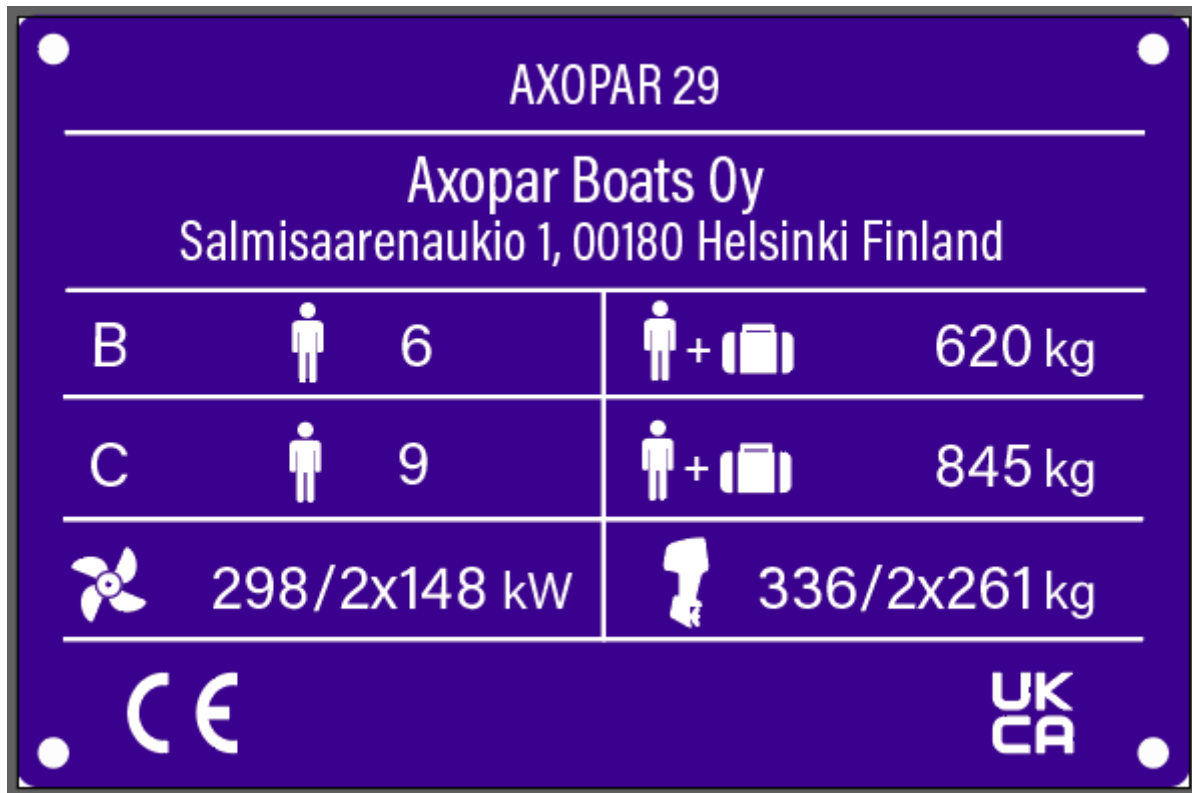 AXOPAR 29
Axopar Boats Oy
Salmisaarenaukio 1, 00180 Helsinki Finland
B 6 + 620 kg
C 9 + 845 kg
298/2x148 kW 336/2x261 kg
CE UK
CA